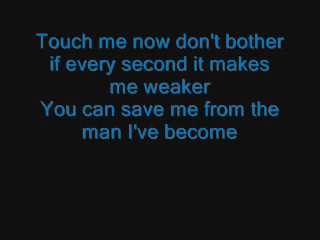 Touch me now don't bother
if every second it makes
me weaker
You can save me from the
man I've become